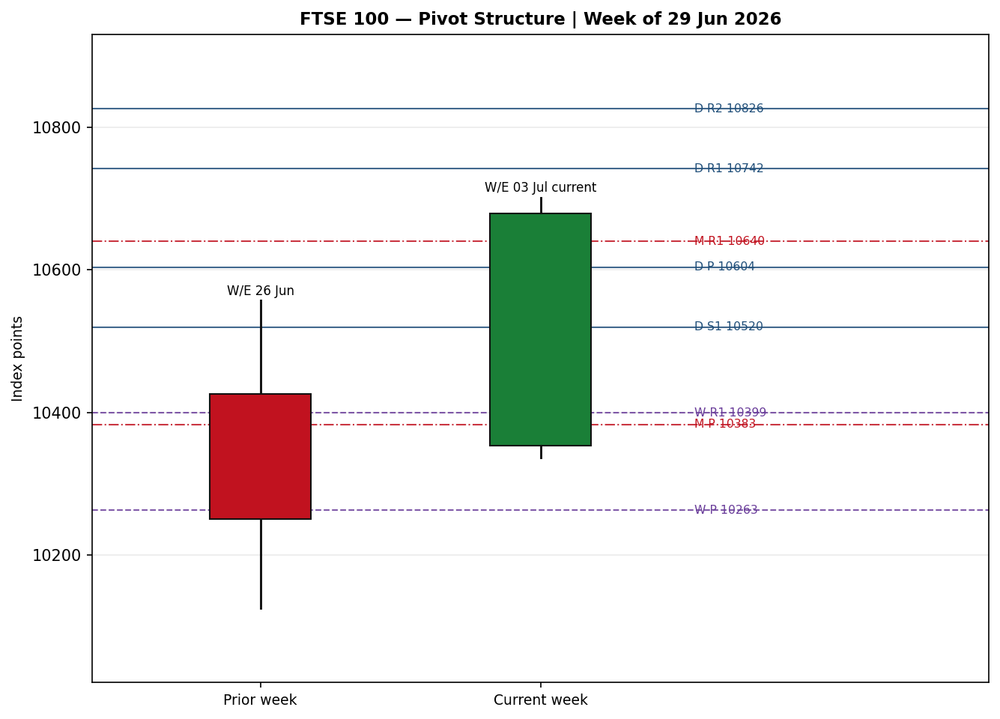 FTSE 100 — Pivot Structure | Week of 29 Jun 2026
D R2 10826
10800
D R1 10742
W/E 03 Jul current
M R1 10640
D P 10604
10600
W/E 26 Jun
D S1 10520
Index points
W R1 10399
10400
M P 10383
W P 10263
10200
Prior week
Current week